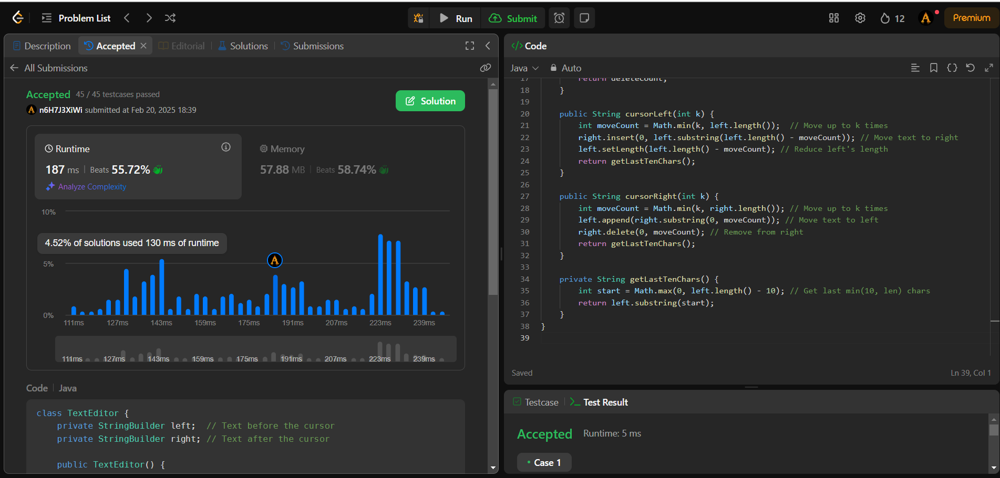 Problem List
Run
Submit
12
Premium
Description
Accepted
Editorial
Solutions
Submissions
All Submissions
Accepted 45 / 45 testcases passed
n6H7J3XiWi submitted at Feb 20, 2025 18:39
Solution
Runtime
187 ms | Beats 55.72%
Analyze Complexity
Memory
57.88 MB | Beats 58.74%
10%
4.52% of solutions used 130 ms of runtime
5%
0%
111ms 127ms 143ms 159ms 175ms 191ms 207ms 223ms 239ms
111ms 127ms 143ms 159ms 175ms 191ms 207ms 223ms 239ms
Code | Java
class TextEditor {
    private StringBuilder left;  // Text before the cursor
    private StringBuilder right; // Text after the cursor
    public TextEditor() {
</> Code
Java
Auto
17         return deleteCount;
18     }
19
20     public String cursorLeft(int k) {
21         int moveCount = Math.min(k, left.length());  // Move up to k times
22         right.insert(0, left.substring(left.length() - moveCount)); // Move text to right
23         left.setLength(left.length() - moveCount); // Reduce left's length
24         return getLastTenChars();
25     }
26
27     public String cursorRight(int k) {
28         int moveCount = Math.min(k, right.length()); // Move up to k times
29         left.append(right.substring(0, moveCount)); // Move text to left
30         right.delete(0, moveCount); // Remove from right
31         return getLastTenChars();
32     }
33
34     private String getLastTenChars() {
35         int start = Math.max(0, left.length() - 10); // Get last min(10, len) chars
36         return left.substring(start);
37     }
38 }
39
Saved
Ln 39, Col 1
Testcase
Test Result
Accepted Runtime: 5 ms
Case 1